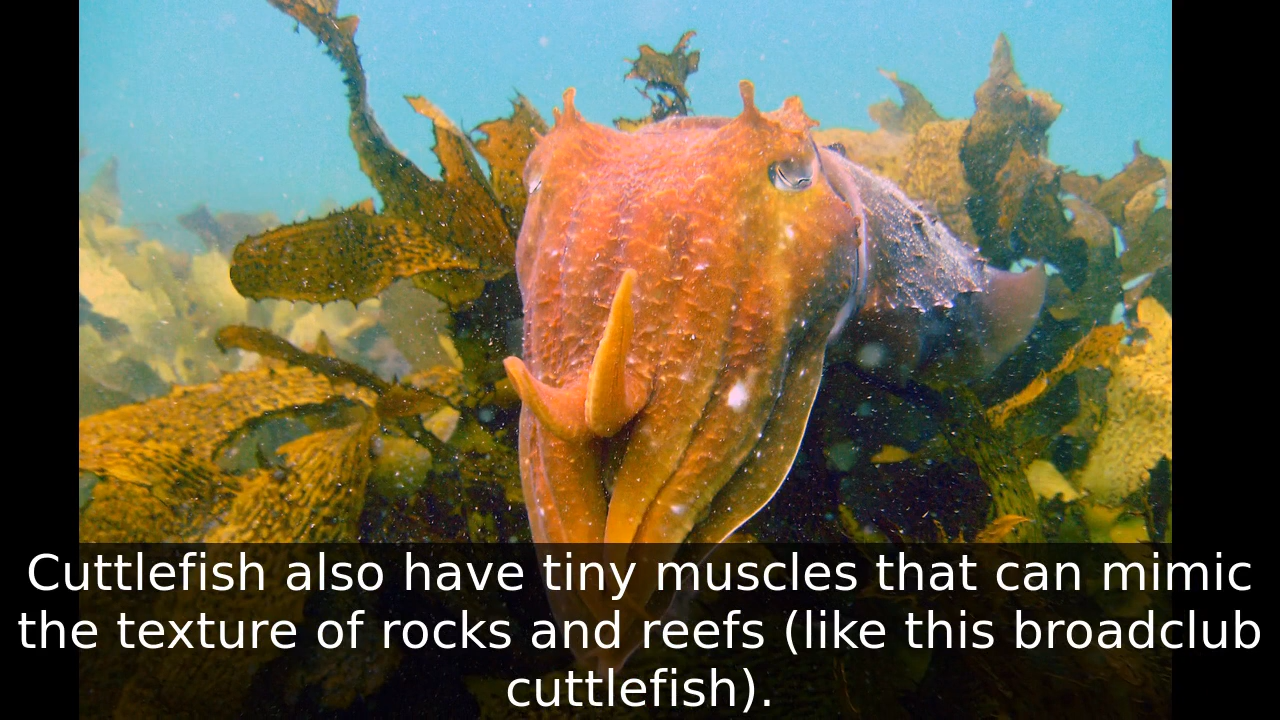 Cuttlefish also have tiny muscles that can mimic
the texture of rocks and reefs (like this broadclub
cuttlefish).